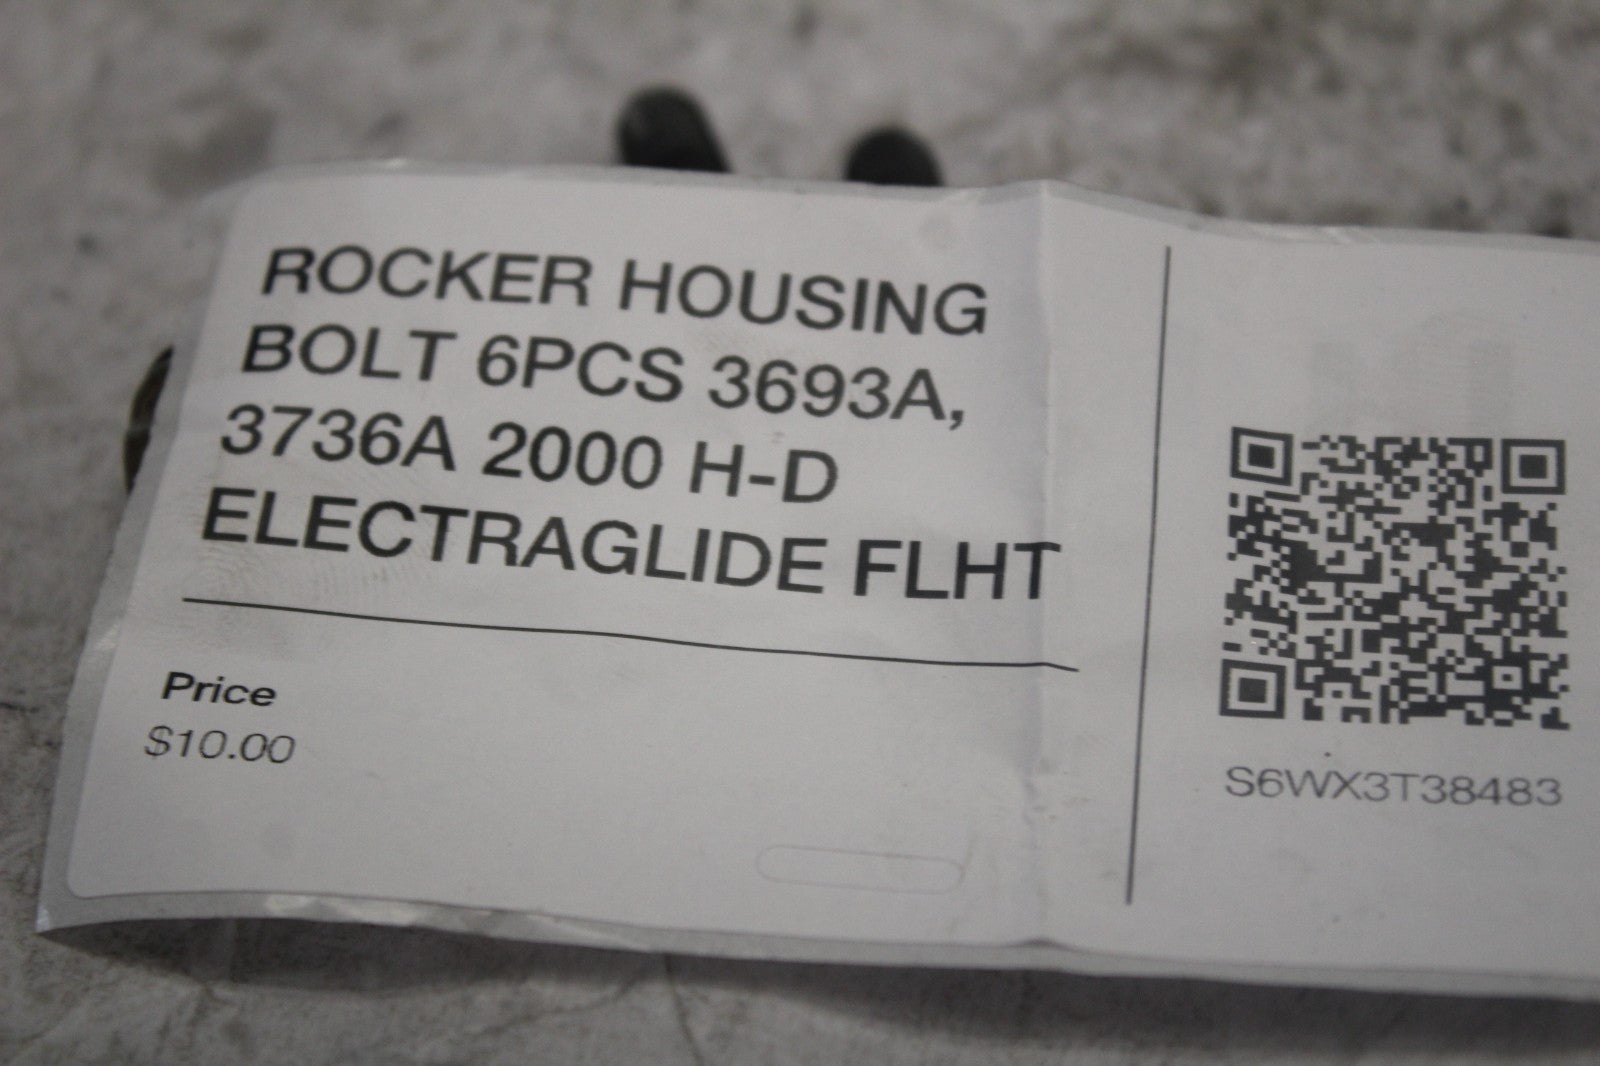 ROCKER HOUSING
BOLT 6PCS 3693A,
3736A 2000 H-D
ELECTRAGLIDE FLHT
Price
$10.00
S6WX3T38483